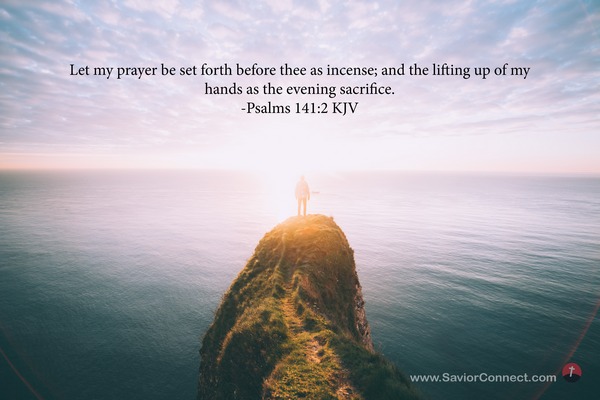 Let my prayer be set forth before thee as incense; and the lifting up of my
hands as the evening sacrifice.
-Psalms 141:2 KJV
www.SaviorConnect.com